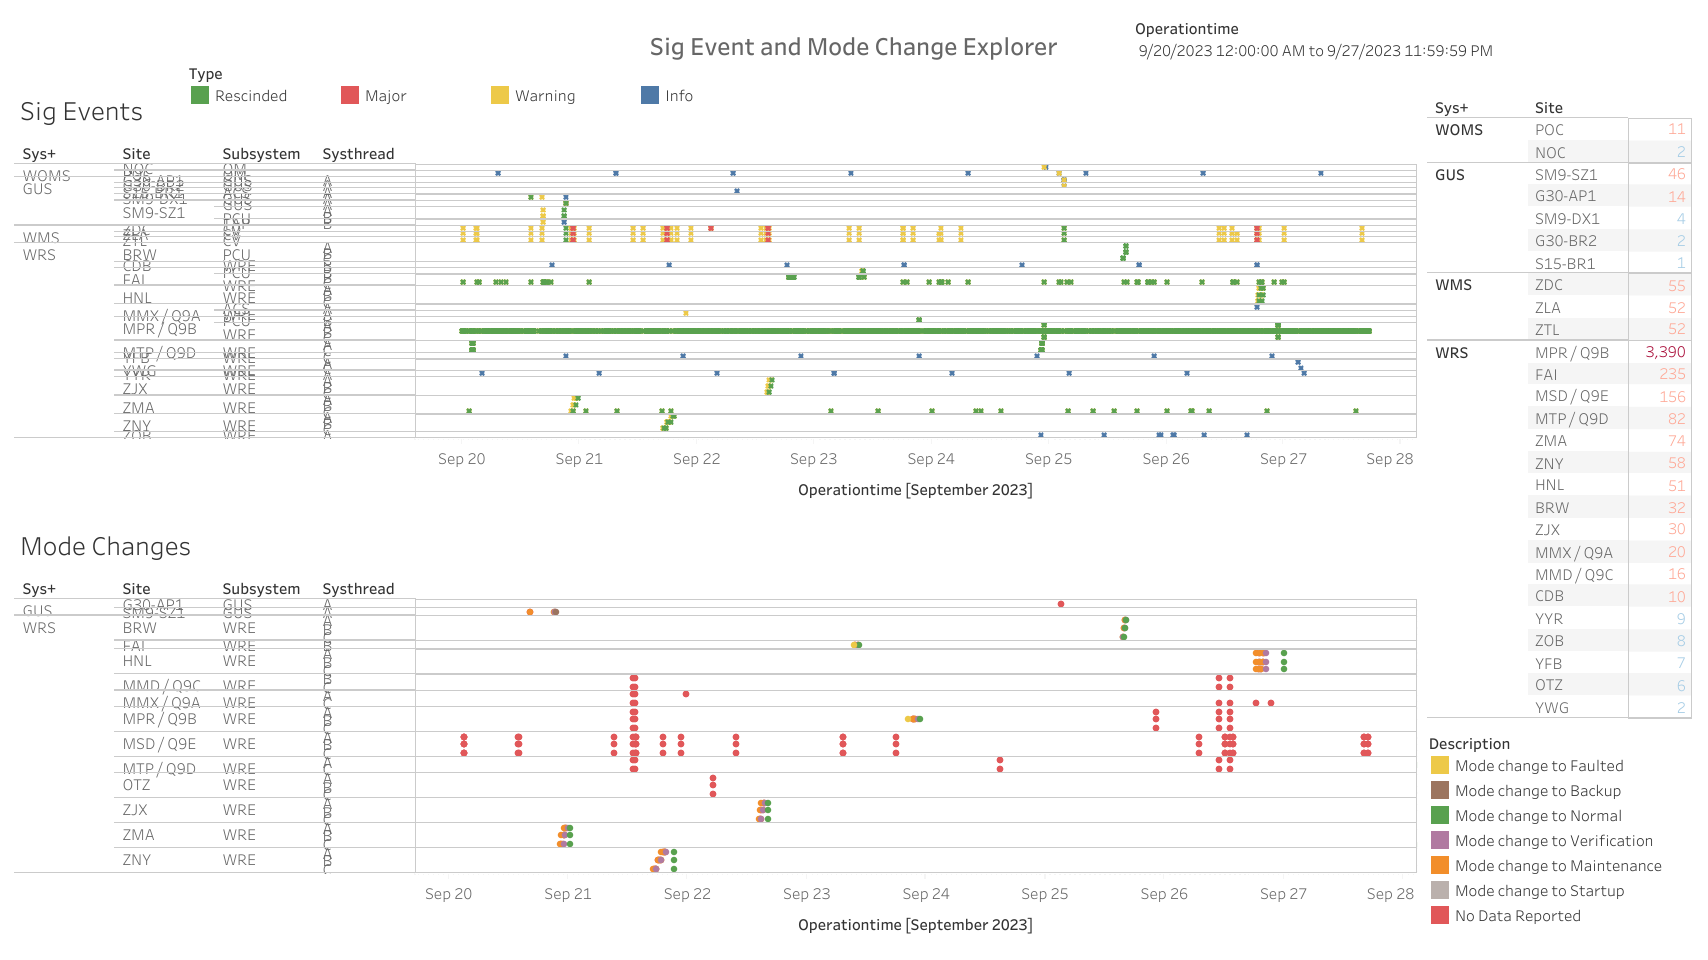 Sig Event and Mode Change Explorer
Operationtime
9/20/2023 12:00:00 AM to 9/27/2023 11:59:59 PM
Type
Rescinded
Major
Warning
Info
Sig Events
Sys+ Site Subsystem Systhread
WOMS NOC OM
GUS G30-AP1 GUS A
SM9-DX1 GUS A
SM9-SZ1 PCU B
WMS ZDC
ZTL CV
WRS BRW PCU
CDB WRE B
FAI PCU B
WRE
HNL WRE
MMX / Q9A WRE
MPR / Q9B PCU
WRE
MTP / Q9D WRE
YFB WRE
YWG WRE
YYR WRE
ZJX WRE
ZMA WRE
ZNY WRE
ZOB WRE A
Sep 20 Sep 21 Sep 22 Sep 23 Sep 24 Sep 25 Sep 26 Sep 27 Sep 28
Operationtime [September 2023]
Mode Changes
Sys+ Site Subsystem Systhread
G30-AP1 GUS A
GUS SM9-SZ1 GUS A
WRS BRW WRE A B C
FAI WRE B
HNL WRE A B C
MMD / Q9C WRE B C
MMX / Q9A WRE A C
MPR / Q9B WRE A B C
MSD / Q9E WRE A B C
MTP / Q9D WRE A C
OTZ WRE A B
ZJX WRE A B C
ZMA WRE A B C
ZNY WRE A B C
Sep 20 Sep 21 Sep 22 Sep 23 Sep 24 Sep 25 Sep 26 Sep 27 Sep 28
Operationtime [September 2023]
Sys+ Site
WOMS POC 11
NOC 2
GUS SM9-SZ1 46
G30-AP1 14
SM9-DX1 4
G30-BR2 2
S15-BR1 1
WMS ZDC 55
ZLA 52
ZTL 52
WRS MPR / Q9B 3,390
FAI 235
MSD / Q9E 156
MTP / Q9D 82
ZMA 74
ZNY 58
HNL 51
BRW 32
ZJX 30
MMX / Q9A 20
MMD / Q9C 16
CDB 10
YYR 9
ZOB 8
YFB 7
OTZ 6
YWG 2
Description
Mode change to Faulted
Mode change to Backup
Mode change to Normal
Mode change to Verification
Mode change to Maintenance
Mode change to Startup
No Data Reported